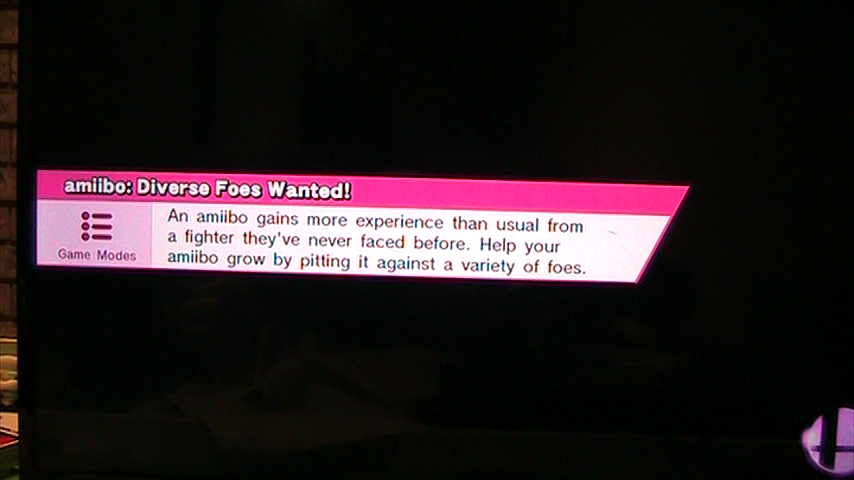 amiibo: Diverse Foes Wanted!
An amiibo gains more experience than usual from
a fighter they've never faced before. Help your
amiibo grow by pitting it against a variety of foes.
Game Modes